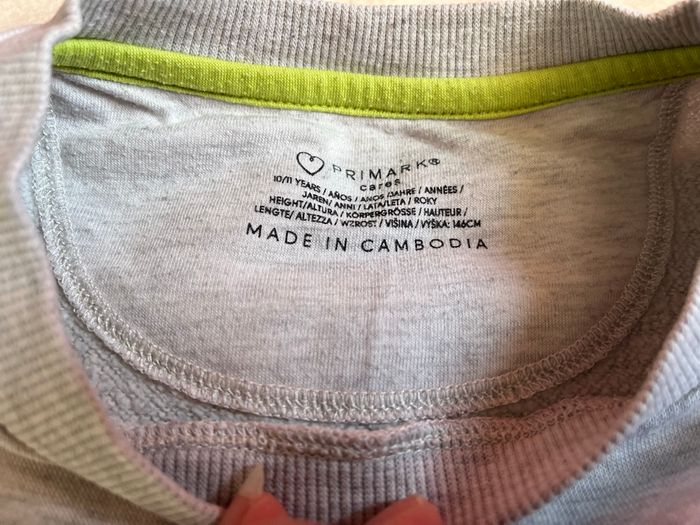 PRIMARK®
cares
10/11 YEARS / AÑOS / ANOS /JAHRE / ANNÉES /
JAREN/ ANNI / LATA/LETA / ROKY
HEIGHT/ALTURA / KÖRPERGRÖSSE / HAUTEUR /
LENGTE/ ALTEZZA / WZROST / VIŠINA / VÝŠKA: 146CM
MADE IN CAMBODIA